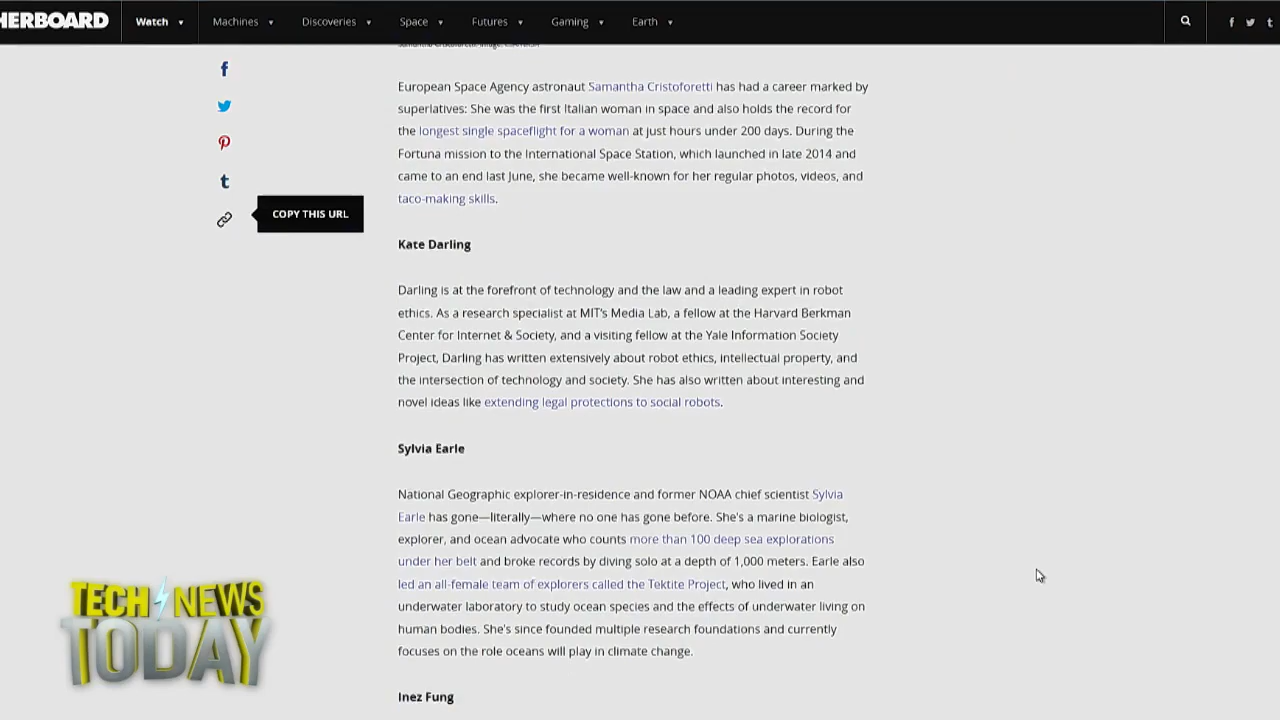 HERBOARD
Watch
Machines
Discoveries
Space
Futures
Gaming
Earth
European Space Agency astronaut Samantha Cristoforetti has had a career marked by
superlatives: She was the first Italian woman in space and also holds the record for
the longest single spaceflight for a woman at just hours under 200 days. During the
Fortuna mission to the International Space Station, which launched in late 2014 and
came to an end last June, she became well-known for her regular photos, videos, and
taco-making skills.
COPY THIS URL
Kate Darling
Darling is at the forefront of technology and the law and a leading expert in robot
ethics. As a research specialist at MIT's Media Lab, a fellow at the Harvard Berkman
Center for Internet & Society, and a visiting fellow at the Yale Information Society
Project, Darling has written extensively about robot ethics, intellectual property, and
the intersection of technology and society. She has also written about interesting and
novel ideas like extending legal protections to social robots.
Sylvia Earle
National Geographic explorer-in-residence and former NOAA chief scientist Sylvia
Earle has gone—literally—where no one has gone before. She's a marine biologist,
explorer, and ocean advocate who counts more than 100 deep sea explorations
under her belt and broke records by diving solo at a depth of 1,000 meters. Earle also
led an all-female team of explorers called the Tektite Project, who lived in an
underwater laboratory to study ocean species and the effects of underwater living on
human bodies. She's since founded multiple research foundations and currently
focuses on the role oceans will play in climate change.
Inez Fung
TECH NEWS
TODAY